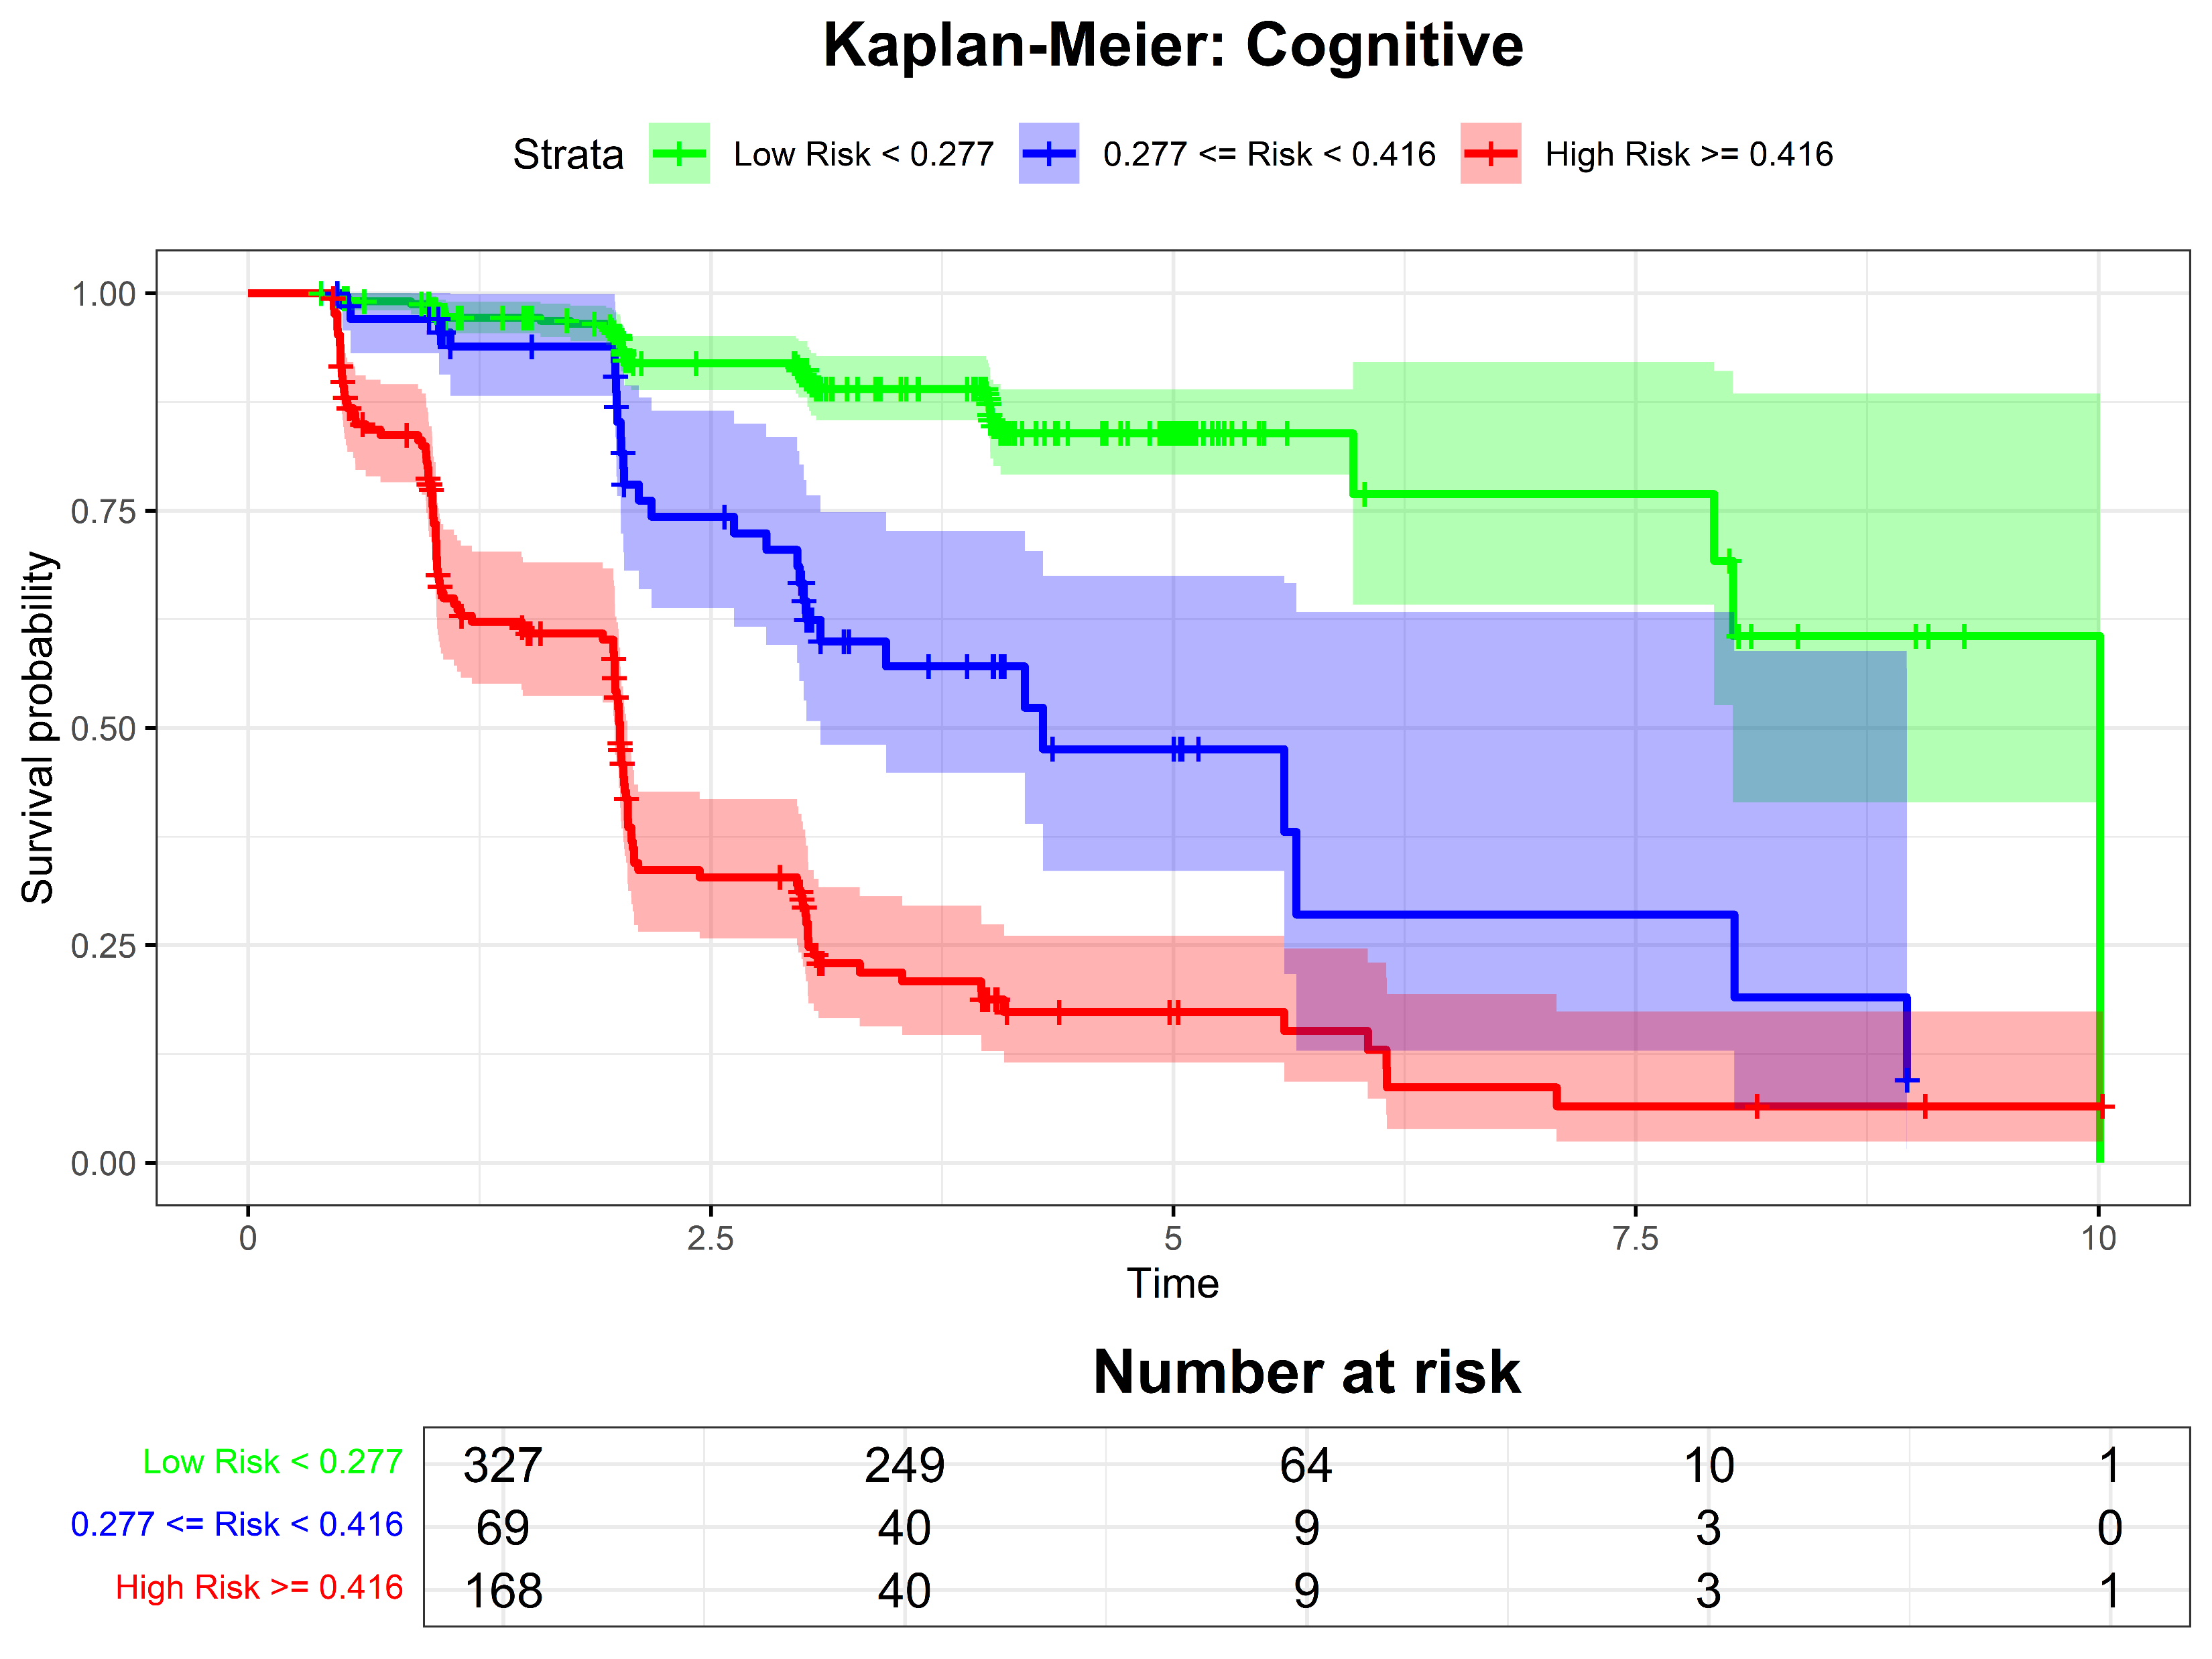 Kaplan-Meier: Cognitive
Strata Low Risk < 0.277 0.277 <= Risk < 0.416 High Risk >= 0.416
Survival probability
1.00
0.75
0.50
0.25
0.00
0 2.5 5 7.5 10
Time
Number at risk
Low Risk < 0.277 327 249 64 10 1
0.277 <= Risk < 0.416 69 40 9 3 0
High Risk >= 0.416 168 40 9 3 1